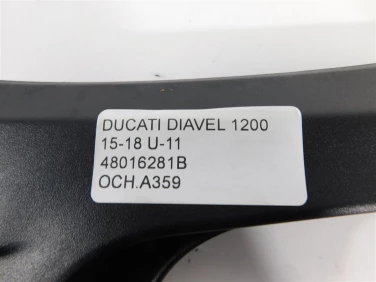 DUCATI DIAVEL 1200
15-18 U-11
48016281B
OCH.A359